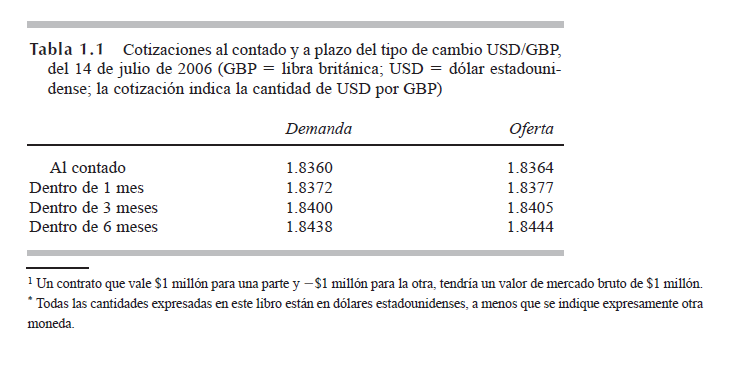 Tabla 1.1 Cotizaciones al contado y a plazo del tipo de cambio USD/GBP,
del 14 de julio de 2006 (GBP = libra británica; USD = dólar estadouni-
dense; la cotización indica la cantidad de USD por GBP)
Demanda Oferta
Al contado 1.8360 1.8364
Dentro de 1 mes 1.8372 1.8377
Dentro de 3 meses 1.8400 1.8405
Dentro de 6 meses 1.8438 1.8444
1 Un contrato que vale $1 millón para una parte y −$1 millón para la otra, tendría un valor de mercado bruto de $1 millón.
* Todas las cantidades expresadas en este libro están en dólares estadounidenses, a menos que se indique expresamente otra
moneda.